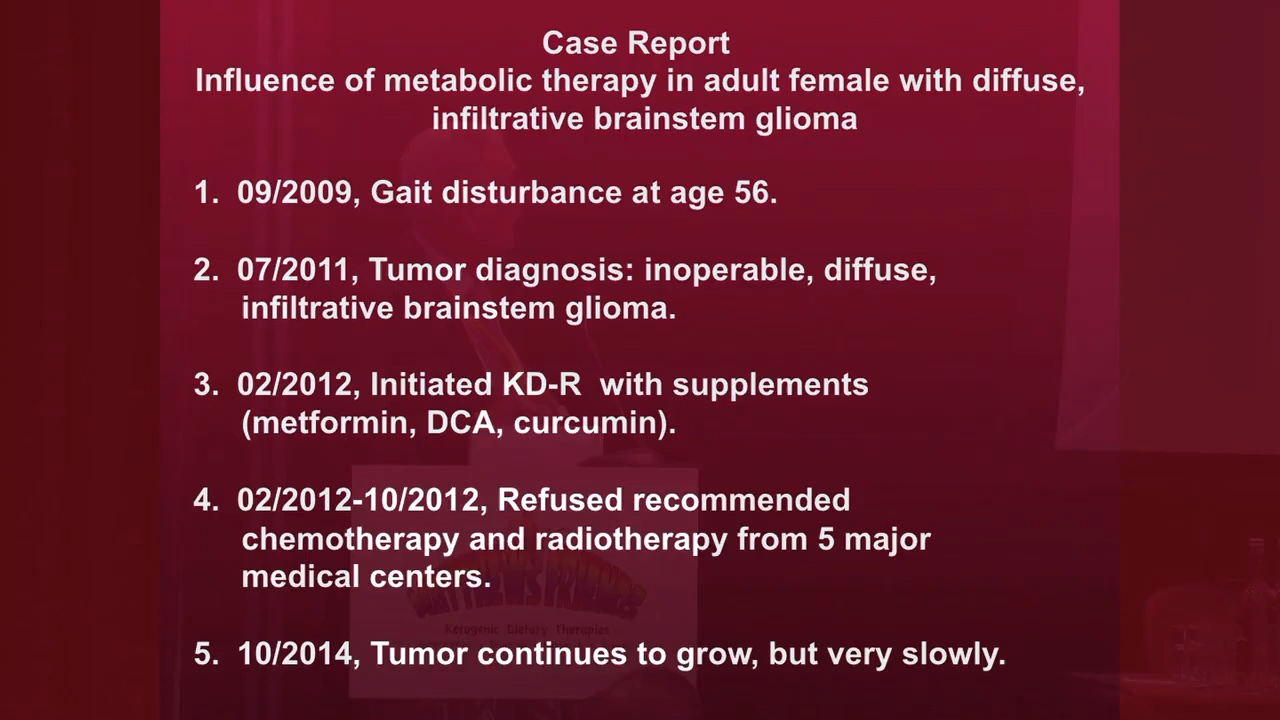 Case Report
Influence of metabolic therapy in adult female with diffuse,
infiltrative brainstem glioma
1. 09/2009, Gait disturbance at age 56.
2. 07/2011, Tumor diagnosis: inoperable, diffuse,
infiltrative brainstem glioma.
3. 02/2012, Initiated KD-R with supplements
(metformin, DCA, curcumin).
4. 02/2012-10/2012, Refused recommended
chemotherapy and radiotherapy from 5 major
medical centers.
MATTHEWS FRIENDS
Ketogenic Dietary Therapies
5. 10/2014, Tumor continues to grow, but very slowly.